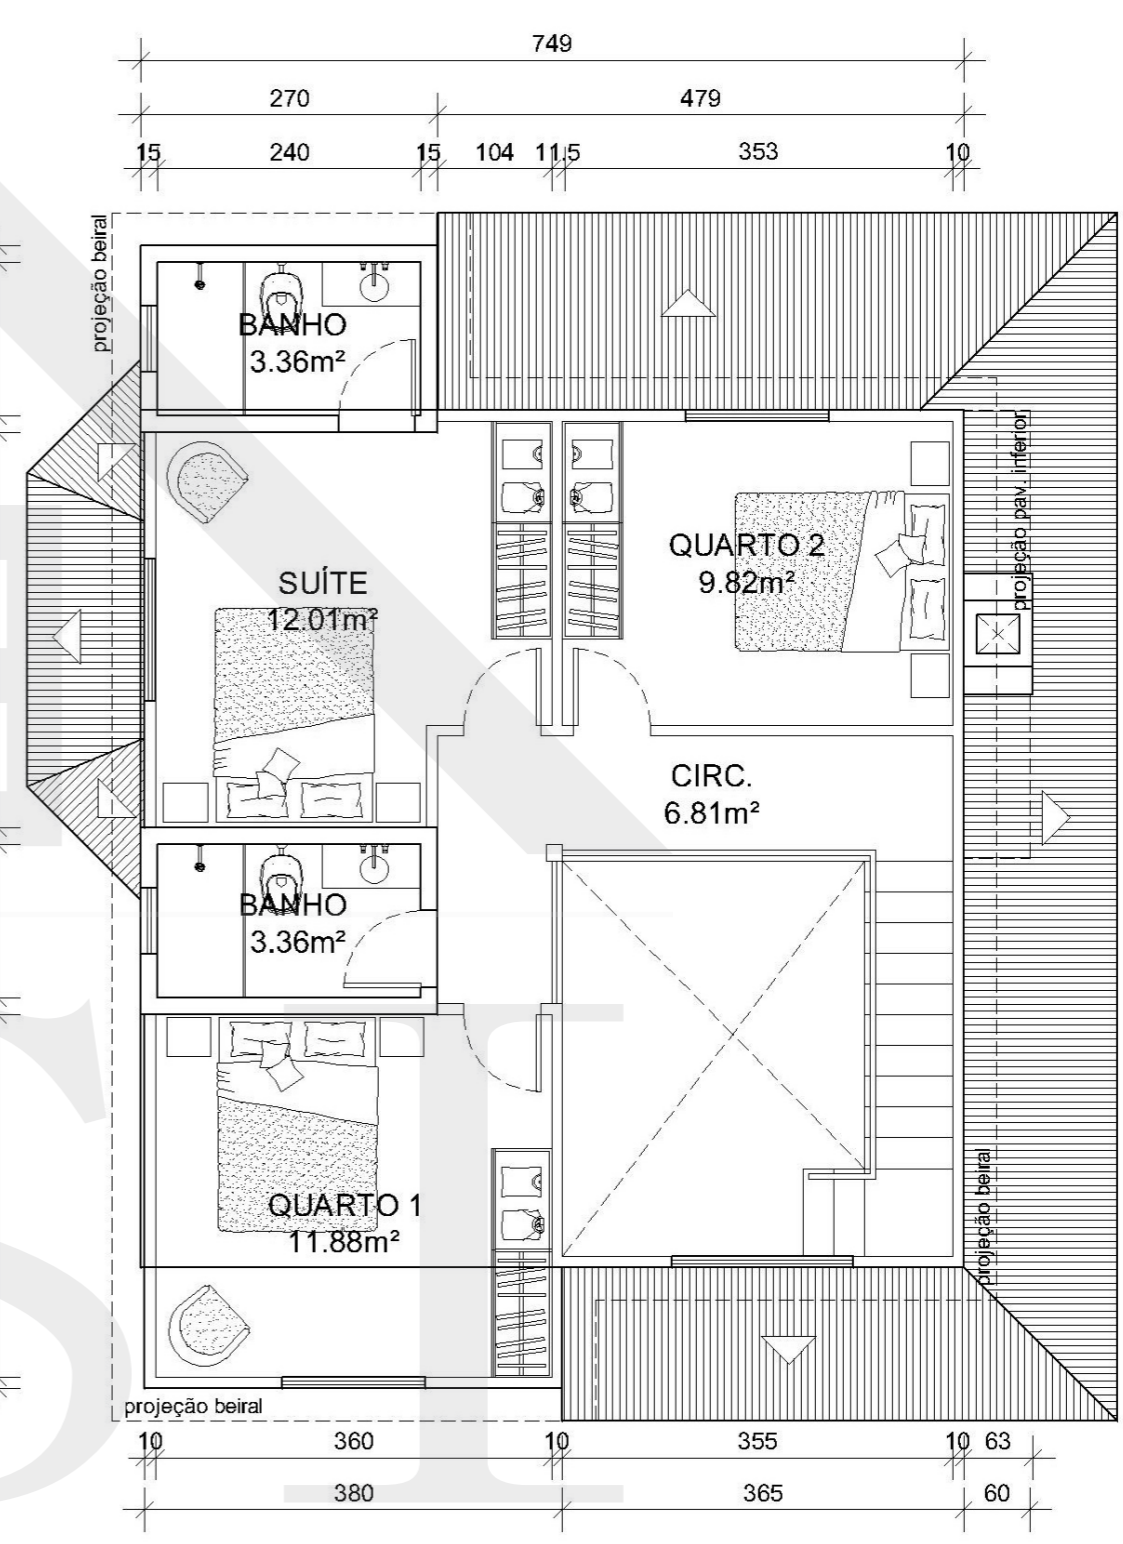 749
270 479
15 240 15 104 11.5 353 10
projeção beiral
BANHO
3.36m²
projeção pav. inferior
QUARTO 2
9.82m²
SUÍTE
12.01m²
CIRC.
6.81m²
BANHO
3.36m²
QUARTO 1
11.88m²
projeção beiral
projeção beiral
10 360 10 355 10 63
380 365 60